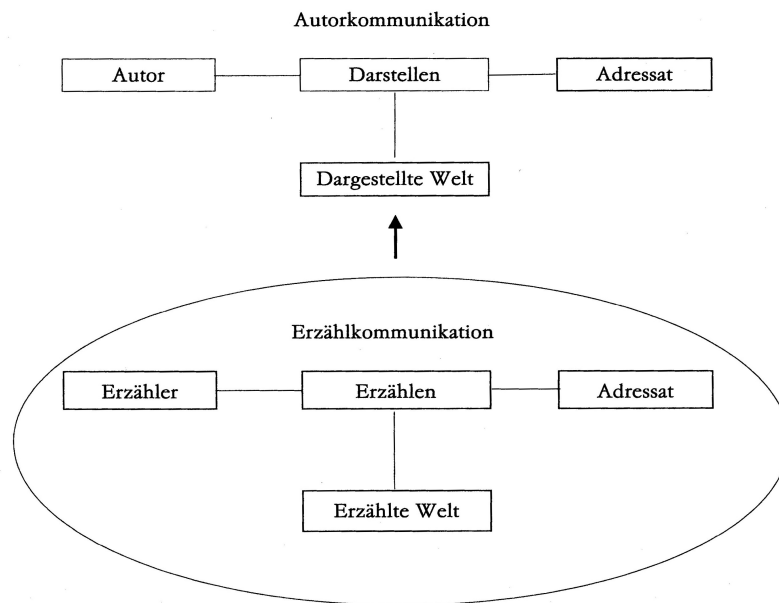 Autorkommunikation
Autor Darstellen Adressat
Dargestellte Welt
Erzählkommunikation
Erzähler Erzählen Adressat
Erzählte Welt